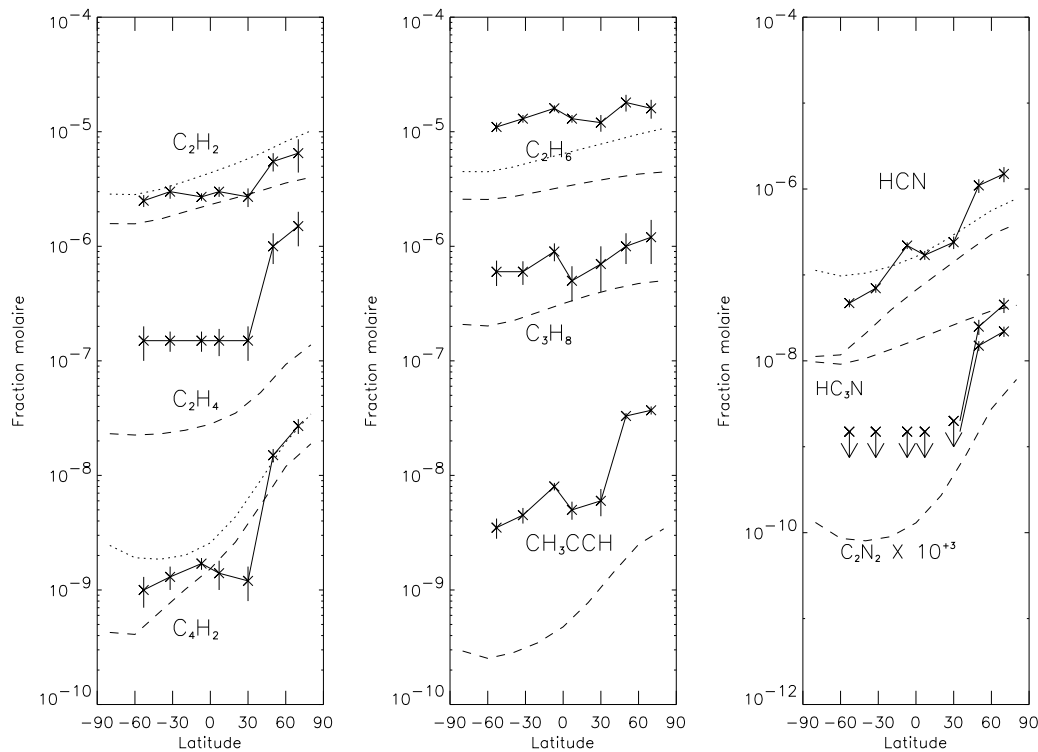 10⁻⁴
10⁻⁵
10⁻⁶
10⁻⁷
10⁻⁸
10⁻⁹
10⁻¹⁰
Fraction molaire
C₂H₂
C₂H₄
C₄H₂
−90 −60 −30 0 30 60 90
Latitude
10⁻⁴
10⁻⁵
10⁻⁶
10⁻⁷
10⁻⁸
10⁻⁹
10⁻¹⁰
Fraction molaire
C₂H₆
C₃H₈
CH₃CCH
−90 −60 −30 0 30 60 90
Latitude
10⁻⁴
10⁻⁶
10⁻⁸
10⁻¹⁰
10⁻¹²
Fraction molaire
HCN
HC₃N
C₂N₂ X 10⁺³
−90 −60 −30 0 30 60 90
Latitude